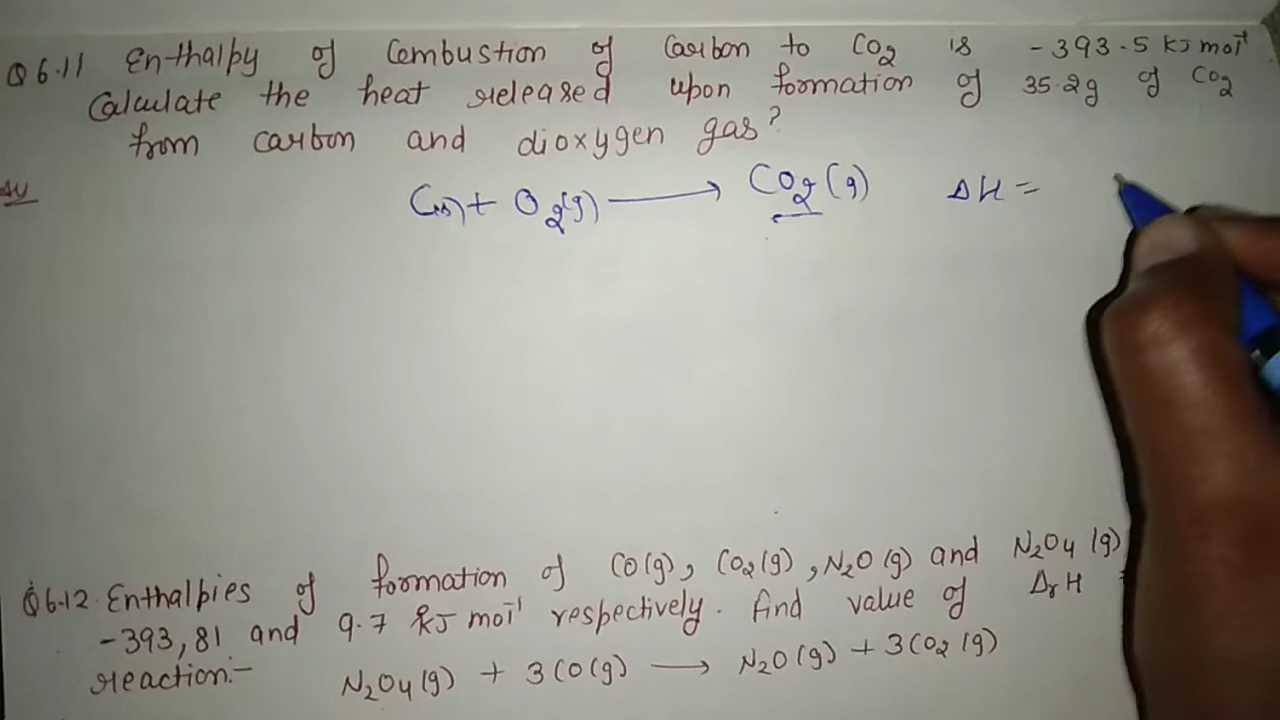 Q 6.11 Enthalpy of Combustion of Carbon to CO₂ is -393.5 KJ mol⁻¹
Calculate the heat released upon formation of 35.2g of CO₂
from carbon and dioxygen gas?
C(s) + O₂(g) ⟶ CO₂(g) ΔH =
Q6.12. Enthalpies of formation of CO(g), CO₂(g), N₂O(g) and N₂O₄(g)
-393, 81 and 9.7 KJ mol⁻¹ respectively. find value of ΔᵣH
reaction:-
N₂O₄(g) + 3CO(g) ⟶ N₂O(g) + 3CO₂(g)